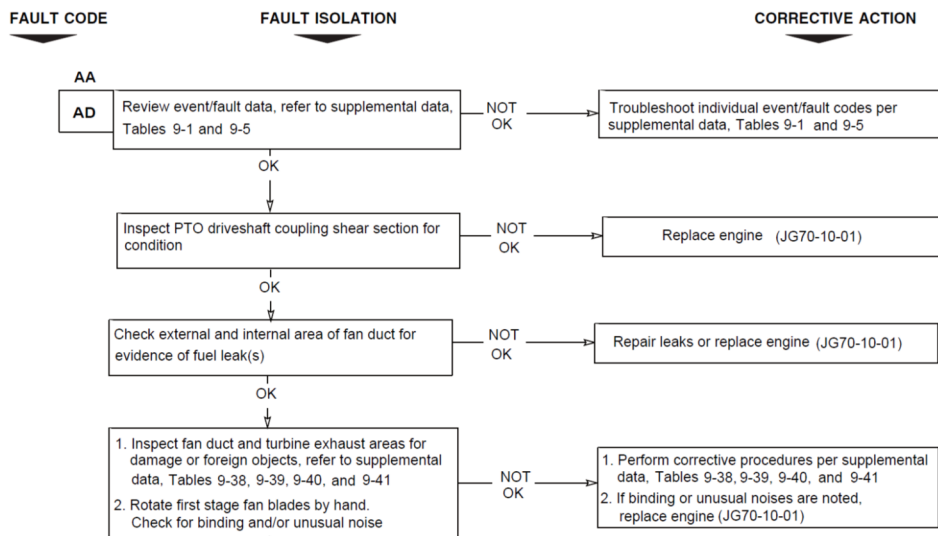 FAULT CODE
FAULT ISOLATION
CORRECTIVE ACTION
AA
AD
Review event/fault data, refer to supplemental data,
Tables 9-1 and 9-5
NOT
OK
Troubleshoot individual event/fault codes per
supplemental data, Tables 9-1 and 9-5
OK
Inspect PTO driveshaft coupling shear section for
condition
NOT
OK
Replace engine (JG70-10-01)
OK
Check external and internal area of fan duct for
evidence of fuel leak(s)
NOT
OK
Repair leaks or replace engine (JG70-10-01)
OK
1. Inspect fan duct and turbine exhaust areas for
damage or foreign objects, refer to supplemental
data, Tables 9-38, 9-39, 9-40, and 9-41
2. Rotate first stage fan blades by hand.
Check for binding and/or unusual noise
NOT
OK
1. Perform corrective procedures per supplemental
data, Tables 9-38, 9-39, 9-40, and 9-41
2. If binding or unusual noises are noted,
replace engine (JG70-10-01)